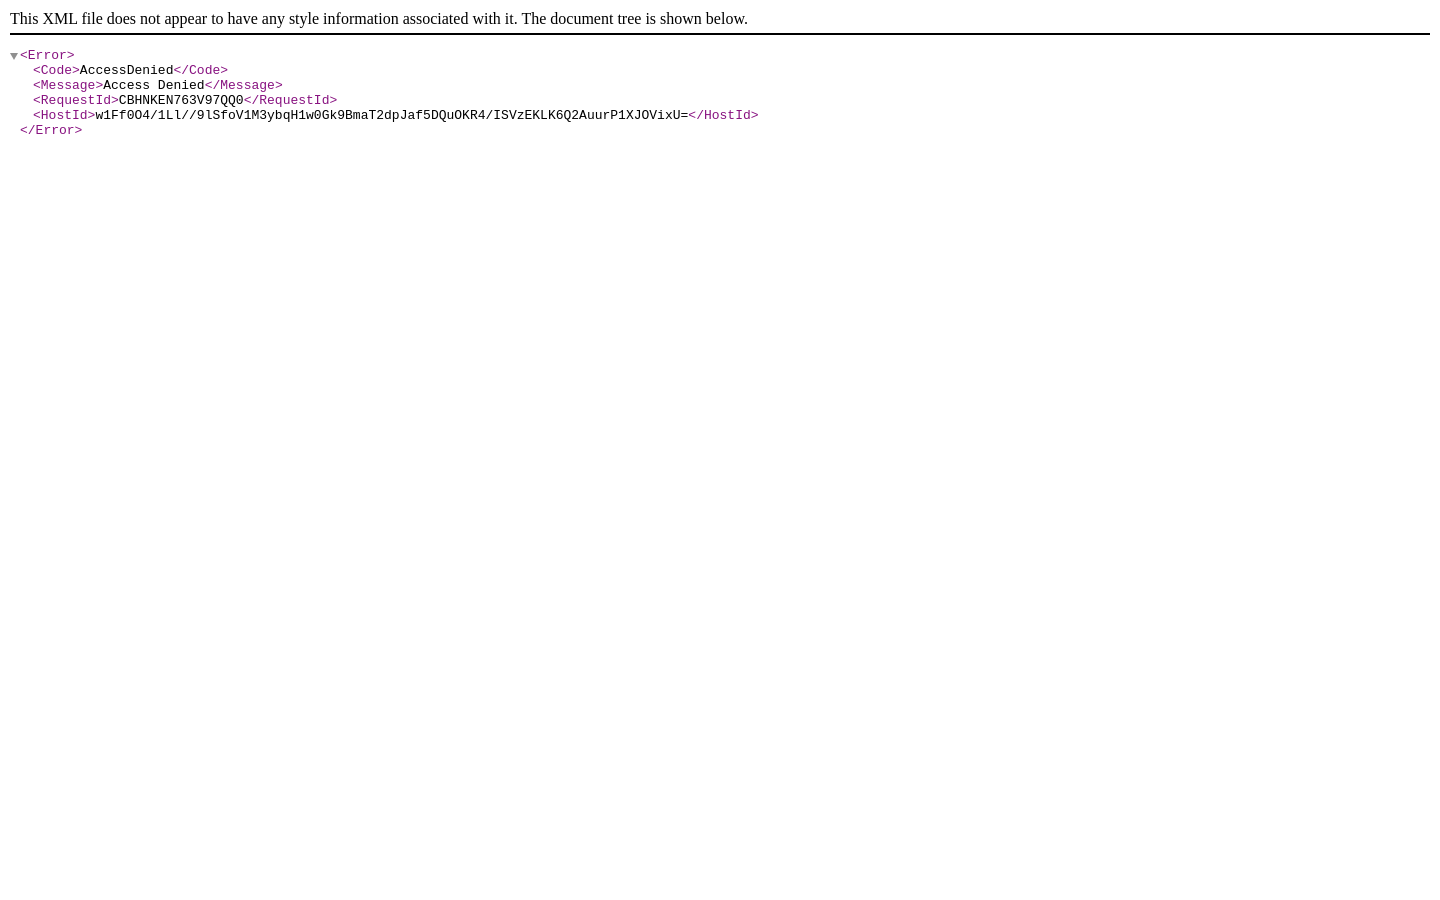 This XML file does not appear to have any style information associated with it. The document tree is shown below.
<Error>
<Code>AccessDenied</Code>
<Message>Access Denied</Message>
<RequestId>CBHNKEN763V97QQ0</RequestId>
<HostId>w1Ff0O4/1Ll//9lSfoV1M3ybqH1w0Gk9BmaT2dpJaf5DQuOKR4/ISVzEKLK6Q2AuurP1XJOVixU=</HostId>
</Error>